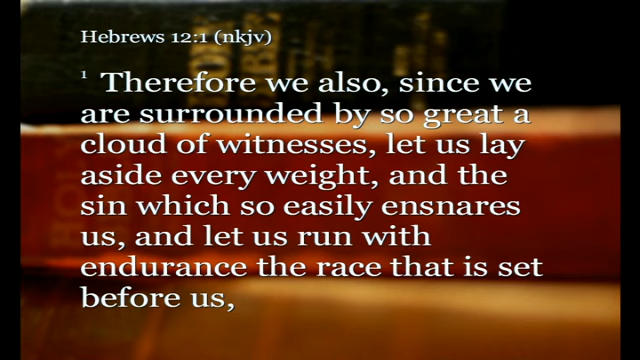 Hebrews 12:1 (nkjv)
1 Therefore we also, since we
are surrounded by so great a
cloud of witnesses, let us lay
aside every weight, and the
sin which so easily ensnares
us, and let us run with
endurance the race that is set
before us,